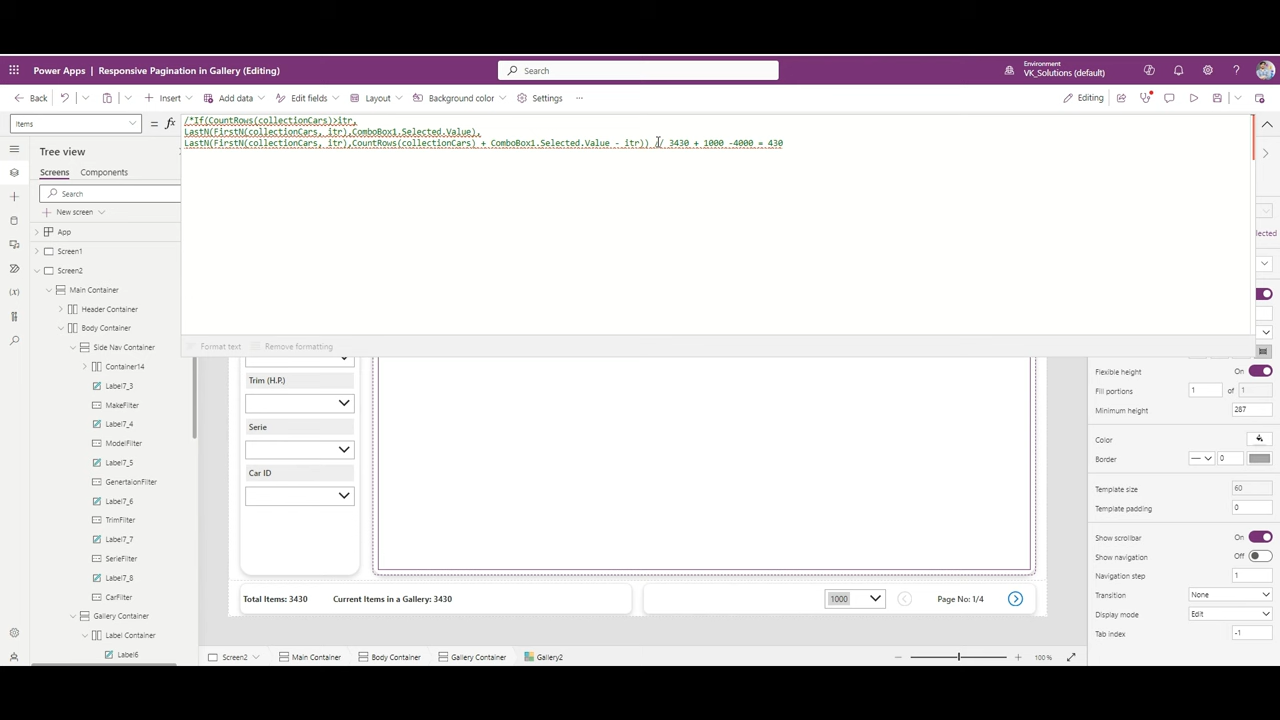 Power Apps | Responsive Pagination in Gallery (Editing)
Search
Environment
VK_Solutions (default)
Back
Insert
Add data
Edit fields
Layout
Background color
Settings
Editing
Items
= fx
/*If(CountRows(collectionCars)>itr,
LastN(FirstN(collectionCars, itr),ComboBox1.Selected.Value),
LastN(FirstN(collectionCars, itr),CountRows(collectionCars) + ComboBox1.Selected.Value - itr)) // 3430 + 1000 -4000 = 430
Format text
Remove formatting
Tree view
Screens
Components
Search
New screen
App
Screen1
Screen2
Main Container
Header Container
Body Container
Side Nav Container
Container14
Label7_3
MakeFilter
Label7_4
ModelFilter
Label7_5
GenertaionFilter
Label7_6
TrimFilter
Label7_7
SerieFilter
Label7_8
CarFilter
Gallery Container
Label Container
Label6
Trim (H.P.)
Serie
Car ID
Total Items: 3430
Current Items in a Gallery: 3430
1000
Page No: 1/4
Flexible height
On
Fill portions
1 of 1
Minimum height
287
Color
Border
0
Template size
60
Template padding
0
Show scrollbar
On
Show navigation
Off
Navigation step
1
Transition
None
Display mode
Edit
Tab index
-1
Screen2
Main Container
Body Container
Gallery Container
Gallery2
100 %